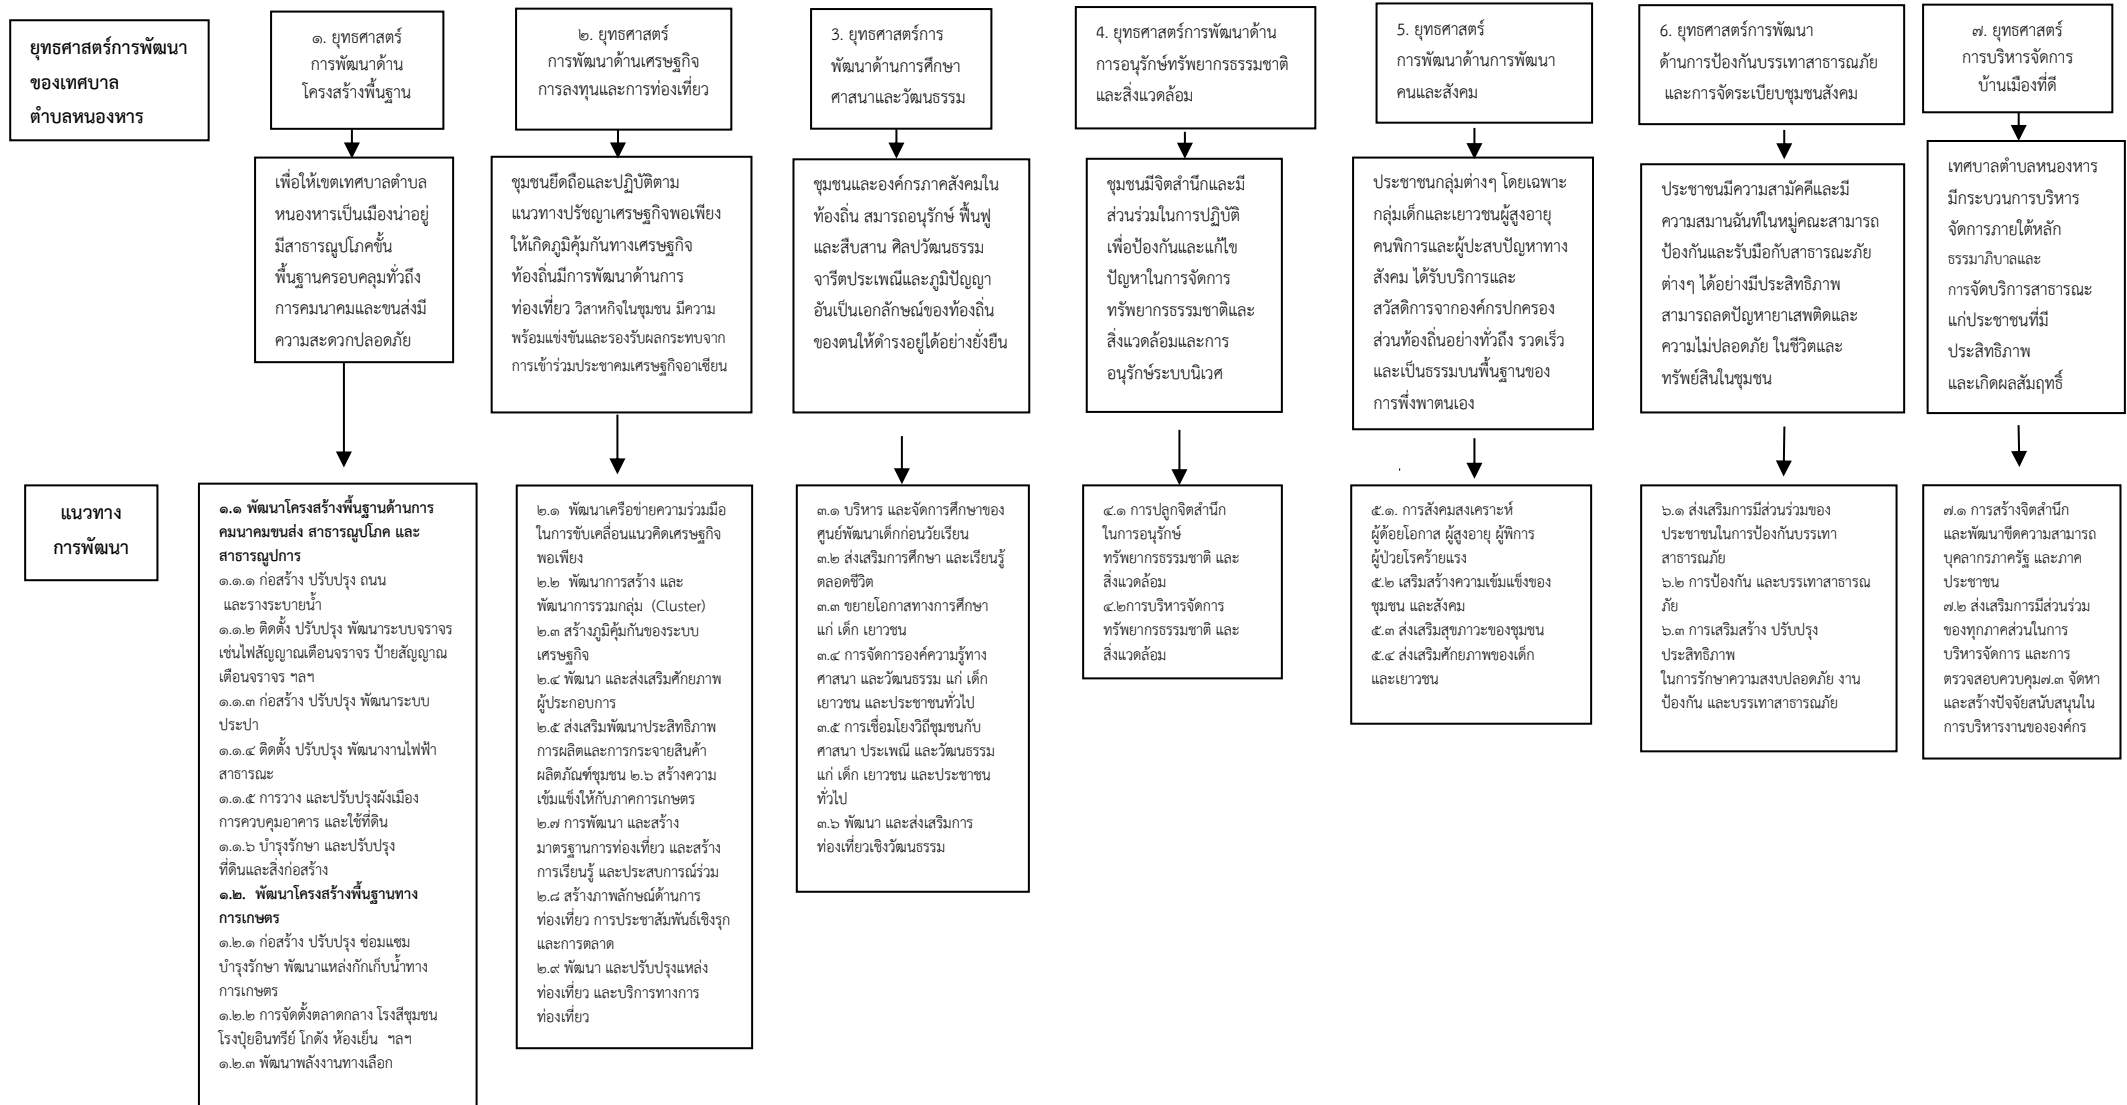 ยุทธศาสตร์การพัฒนา
ของเทศบาล
ตำบลหนองหาร
๑. ยุทธศาสตร์
การพัฒนาด้าน
โครงสร้างพื้นฐาน
๒. ยุทธศาสตร์
การพัฒนาด้านเศรษฐกิจ
การลงทุนและการท่องเที่ยว
3. ยุทธศาสตร์การ
พัฒนาด้านการศึกษา
ศาสนาและวัฒนธรรม
4. ยุทธศาสตร์การพัฒนาด้าน
การอนุรักษ์ทรัพยากรธรรมชาติ
และสิ่งแวดล้อม
5. ยุทธศาสตร์
การพัฒนาด้านการพัฒนา
คนและสังคม
6. ยุทธศาสตร์การพัฒนา
ด้านการป้องกันบรรเทาสาธารณภัย
และการจัดระเบียบชุมชนสังคม
๗. ยุทธศาสตร์
การบริหารจัดการ
บ้านเมืองที่ดี
เพื่อให้เขตเทศบาลตำบล
หนองหารเป็นเมืองน่าอยู่
มีสาธารณูปโภคขั้น
พื้นฐานครอบคลุมทั่วถึง
การคมนาคมและขนส่งมี
ความสะดวกปลอดภัย
ชุมชนยึดถือและปฏิบัติตาม
แนวทางปรัชญาเศรษฐกิจพอเพียง
ให้เกิดภูมิคุ้มกันทางเศรษฐกิจ
ท้องถิ่นมีการพัฒนาด้านการ
ท่องเที่ยว วิสาหกิจในชุมชน มีความ
พร้อมแข่งขันและรองรับผลกระทบจาก
การเข้าร่วมประชาคมเศรษฐกิจอาเซียน
ชุมชนและองค์กรภาคสังคมใน
ท้องถิ่น สมารถอนุรักษ์ ฟื้นฟู
และสืบสาน ศิลปวัฒนธรรม
จารีตประเพณีและภูมิปัญญา
อันเป็นเอกลักษณ์ของท้องถิ่น
ของตนให้ดำรงอยู่ได้อย่างยั่งยืน
ชุมชนมีจิตสำนึกและมี
ส่วนร่วมในการปฏิบัติ
เพื่อป้องกันและแก้ไข
ปัญหาในการจัดการ
ทรัพยากรธรรมชาติและ
สิ่งแวดล้อมและการ
อนุรักษ์ระบบนิเวศ
ประชาชนกลุ่มต่างๆ โดยเฉพาะ
กลุ่มเด็กและเยาวชนผู้สูงอายุ
คนพิการและผู้ประสบปัญหาทาง
สังคม ได้รับบริการและ
สวัสดิการจากองค์กรปกครอง
ส่วนท้องถิ่นอย่างทั่วถึง รวดเร็ว
และเป็นธรรมบนพื้นฐานของ
การพึ่งพาตนเอง
ประชาชนมีความสามัคคีและมี
ความสมานฉันท์ในหมู่คณะสามารถ
ป้องกันและรับมือกับสาธารณะภัย
ต่างๆ ได้อย่างมีประสิทธิภาพ
สามารถลดปัญหายาเสพติดและ
ความไม่ปลอดภัย ในชีวิตและ
ทรัพย์สินในชุมชน
เทศบาลตำบลหนองหาร
มีกระบวนการบริหาร
จัดการภายใต้หลัก
ธรรมาภิบาลและ
การจัดบริการสาธารณะ
แก่ประชาชนที่มี
ประสิทธิภาพ
และเกิดผลสัมฤทธิ์
แนวทาง
การพัฒนา
๑.๑ พัฒนาโครงสร้างพื้นฐานด้านการ
คมนาคมขนส่ง สาธารณูปโภค และ
สาธารณูปการ
๑.๑.๑ ก่อสร้าง ปรับปรุง ถนน
และรางระบายน้ำ
๑.๑.๒ ติดตั้ง ปรับปรุง พัฒนาระบบจราจร
เช่นไฟสัญญาณเตือนจราจร ป้ายสัญญาณ
เตือนจราจร ฯลฯ
๑.๑.๓ ก่อสร้าง ปรับปรุง พัฒนาระบบ
ประปา
๑.๑.๔ ติดตั้ง ปรับปรุง พัฒนางานไฟฟ้า
สาธารณะ
๑.๑.๕ การวาง และปรับปรุงผังเมือง
การควบคุมอาคาร และใช้ที่ดิน
๑.๑.๖ บำรุงรักษา และปรับปรุง
ที่ดินและสิ่งก่อสร้าง
๑.๒. พัฒนาโครงสร้างพื้นฐานทาง
การเกษตร
๑.๒.๑ ก่อสร้าง ปรับปรุง ซ่อมแซม
บำรุงรักษา พัฒนาแหล่งกักเก็บน้ำทาง
การเกษตร
๑.๒.๒ การจัดตั้งตลาดกลาง โรงสีชุมชน
โรงปุ๋ยอินทรีย์ โกดัง ห้องเย็น ฯลฯ
๑.๒.๓ พัฒนาพลังงานทางเลือก
๒.๑ พัฒนาเครือข่ายความร่วมมือ
ในการขับเคลื่อนแนวคิดเศรษฐกิจ
พอเพียง
๒.๒ พัฒนาการสร้าง และ
พัฒนาการรวมกลุ่ม (Cluster)
๒.๓ สร้างภูมิคุ้มกันของระบบ
เศรษฐกิจ
๒.๔ พัฒนา และส่งเสริมศักยภาพ
ผู้ประกอบการ
๒.๕ ส่งเสริมพัฒนาประสิทธิภาพ
การผลิตและการกระจายสินค้า
ผลิตภัณฑ์ชุมชน ๒.๖ สร้างความ
เข้มแข็งให้กับภาคการเกษตร
๒.๗ การพัฒนา และสร้าง
มาตรฐานการท่องเที่ยว และสร้าง
การเรียนรู้ และประสบการณ์ร่วม
๒.๘ สร้างภาพลักษณ์ด้านการ
ท่องเที่ยว การประชาสัมพันธ์เชิงรุก
และการตลาด
๒.๙ พัฒนา และปรับปรุงแหล่ง
ท่องเที่ยว และบริการทางการ
ท่องเที่ยว
๓.๑ บริหาร และจัดการศึกษาของ
ศูนย์พัฒนาเด็กก่อนวัยเรียน
๓.๒ ส่งเสริมการศึกษา และเรียนรู้
ตลอดชีวิต
๓.๓ ขยายโอกาสทางการศึกษา
แก่ เด็ก เยาวชน
๓.๔ การจัดการองค์ความรู้ทาง
ศาสนา และวัฒนธรรม แก่ เด็ก
เยาวชน และประชาชนทั่วไป
๓.๕ การเชื่อมโยงวิถีชุมชนกับ
ศาสนา ประเพณี และวัฒนธรรม
แก่ เด็ก เยาวชน และประชาชน
ทั่วไป
๓.๖ พัฒนา และส่งเสริมการ
ท่องเที่ยวเชิงวัฒนธรรม
๔.๑ การปลูกจิตสำนึก
ในการอนุรักษ์
ทรัพยากรธรรมชาติ และ
สิ่งแวดล้อม
๔.๒การบริหารจัดการ
ทรัพยากรธรรมชาติ และ
สิ่งแวดล้อม
๕.๑. การสังคมสงเคราะห์
ผู้ด้อยโอกาส ผู้สูงอายุ ผู้พิการ
ผู้ป่วยโรคร้ายแรง
๕.๒ เสริมสร้างความเข้มแข็งของ
ชุมชน และสังคม
๕.๓ ส่งเสริมสุขภาวะของชุมชน
๕.๔ ส่งเสริมศักยภาพของเด็ก
และเยาวชน
๖.๑ ส่งเสริมการมีส่วนร่วมของ
ประชาชนในการป้องกันบรรเทา
สาธารณภัย
๖.๒ การป้องกัน และบรรเทาสาธารณ
ภัย
๖.๓ การเสริมสร้าง ปรับปรุง
ประสิทธิภาพ
ในการรักษาความสงบปลอดภัย งาน
ป้องกัน และบรรเทาสาธารณภัย
๗.๑ การสร้างจิตสำนึก
และพัฒนาขีดความสามารถ
บุคลากรภาครัฐ และภาค
ประชาชน
๗.๒ ส่งเสริมการมีส่วนร่วม
ของทุกภาคส่วนในการ
บริหารจัดการ และการ
ตรวจสอบควบคุม๗.๓ จัดหา
และสร้างปัจจัยสนับสนุนใน
การบริหารงานขององค์กร